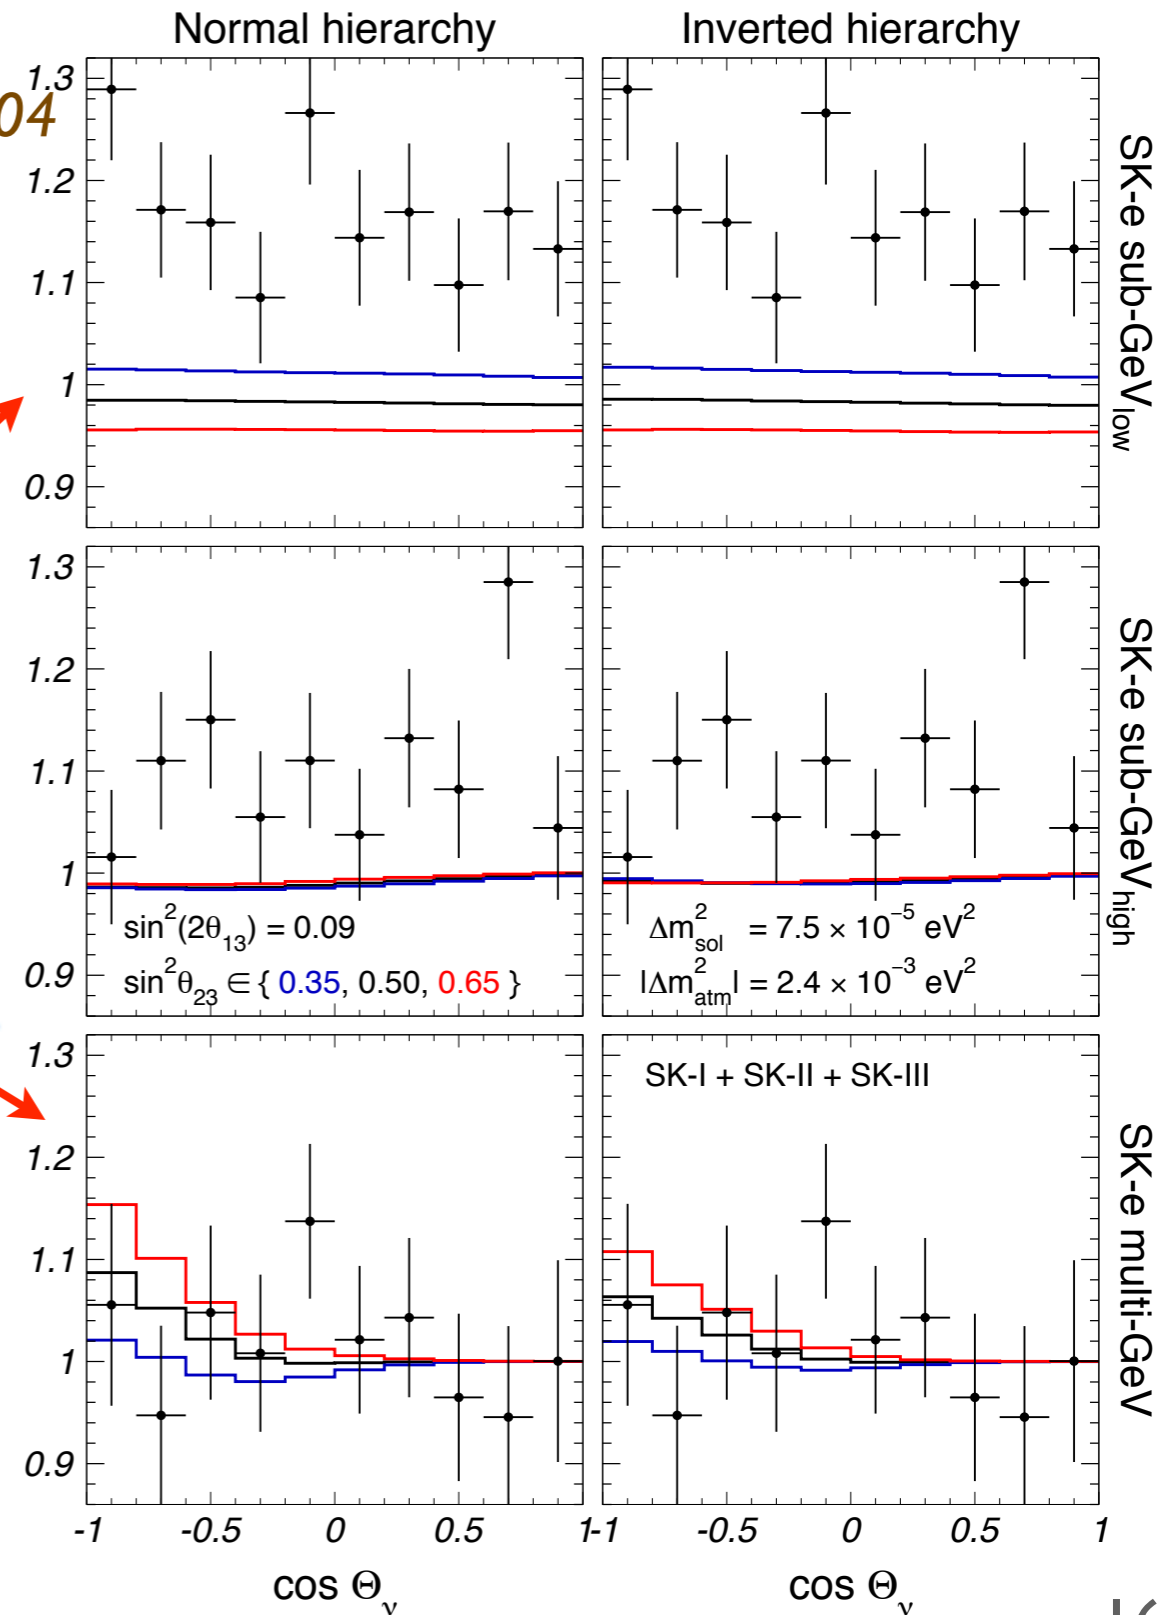 Normal hierarchy Inverted hierarchy
04
1.3
1.2
1.1
1
0.9
SK-e sub-GeV_low
1.3
1.2
1.1
1
0.9
sin²(2θ₁₃) = 0.09
sin²θ₂₃ ∈ { 0.35, 0.50, 0.65 }
Δm²_sol = 7.5 × 10⁻⁵ eV²
|Δm²_atm| = 2.4 × 10⁻³ eV²
SK-e sub-GeV_high
1.3
1.2
1.1
1
0.9
SK-I + SK-II + SK-III
SK-e multi-GeV
-1 -0.5 0 0.5 1 -1 -0.5 0 0.5 1
cos Θ_ν cos Θ_ν